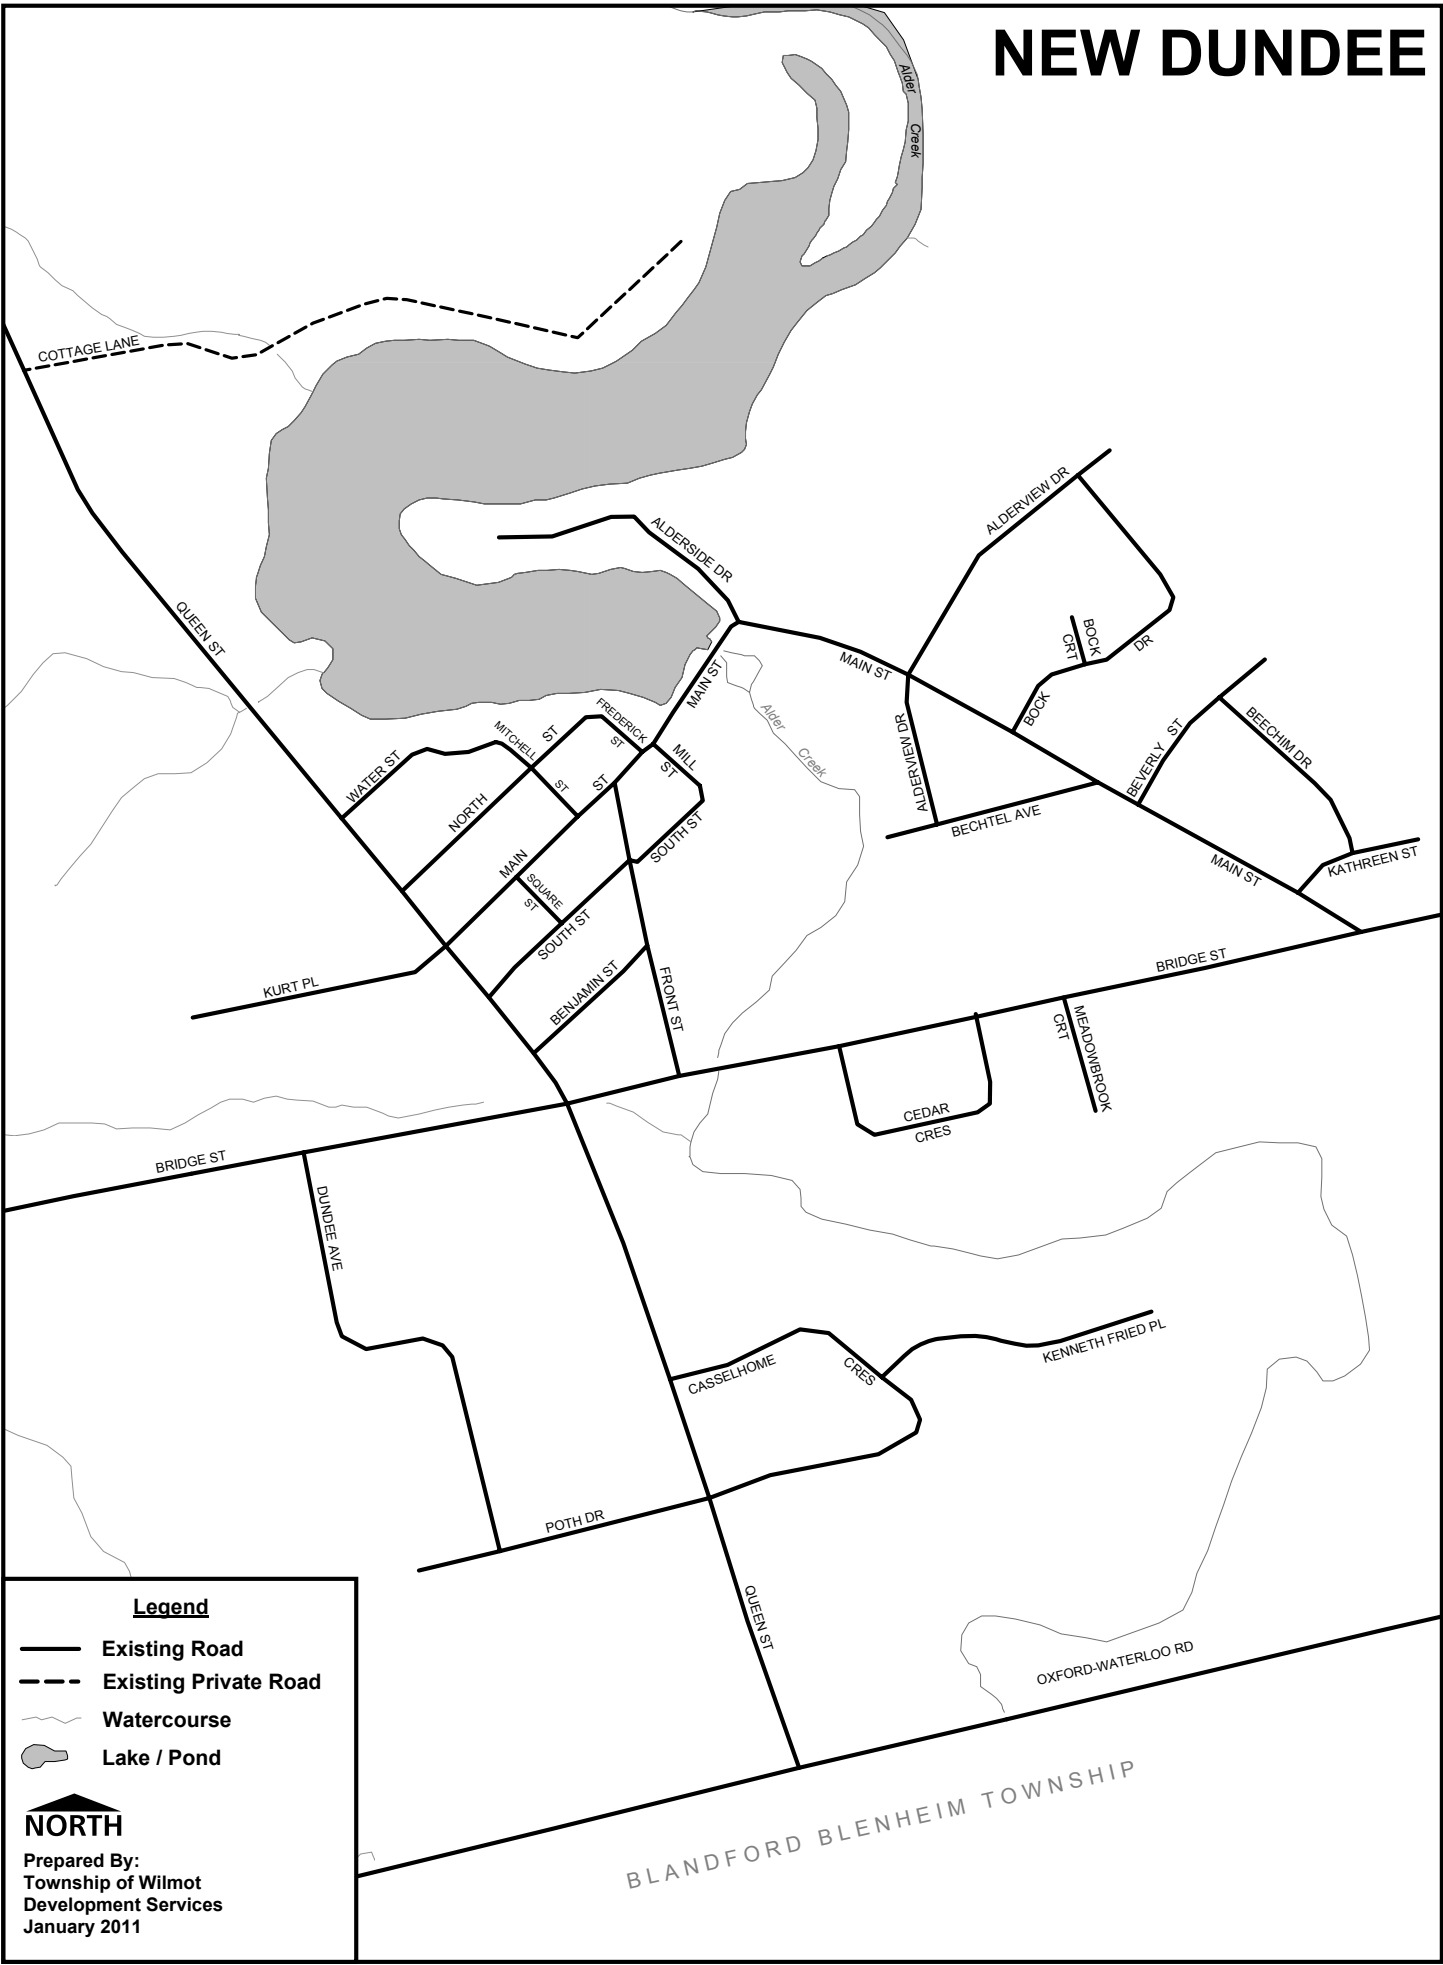 NEW DUNDEE
Alder
Creek
COTTAGE LANE
ALDERVIEW DR
ALDERSIDE DR
QUEEN ST
BOCK
CRT
DR
MAIN ST
MAIN ST
BOCK
FREDERICK
ST
MITCHELL
ST
ST
WATER ST
NORTH
MILL
ST
ST
Alder
Creek
ALDERVIEW DR
BEVERLY ST
BEECHIM DR
BECHTEL AVE
MAIN
SOUTH ST
SQUARE
ST
SOUTH ST
MAIN ST
KATHREEN ST
BRIDGE ST
KURT PL
BENJAMIN ST
FRONT ST
MEADOWBROOK
CRT
CEDAR
CRES
BRIDGE ST
DUNDEE AVE
CASSELHOME
CRES
KENNETH FRIED PL
POTH DR
QUEEN ST
OXFORD-WATERLOO RD
BLANDFORD BLENHEIM TOWNSHIP
Legend
Existing Road
Existing Private Road
Watercourse
Lake / Pond
NORTH
Prepared By:
Township of Wilmot
Development Services
January 2011